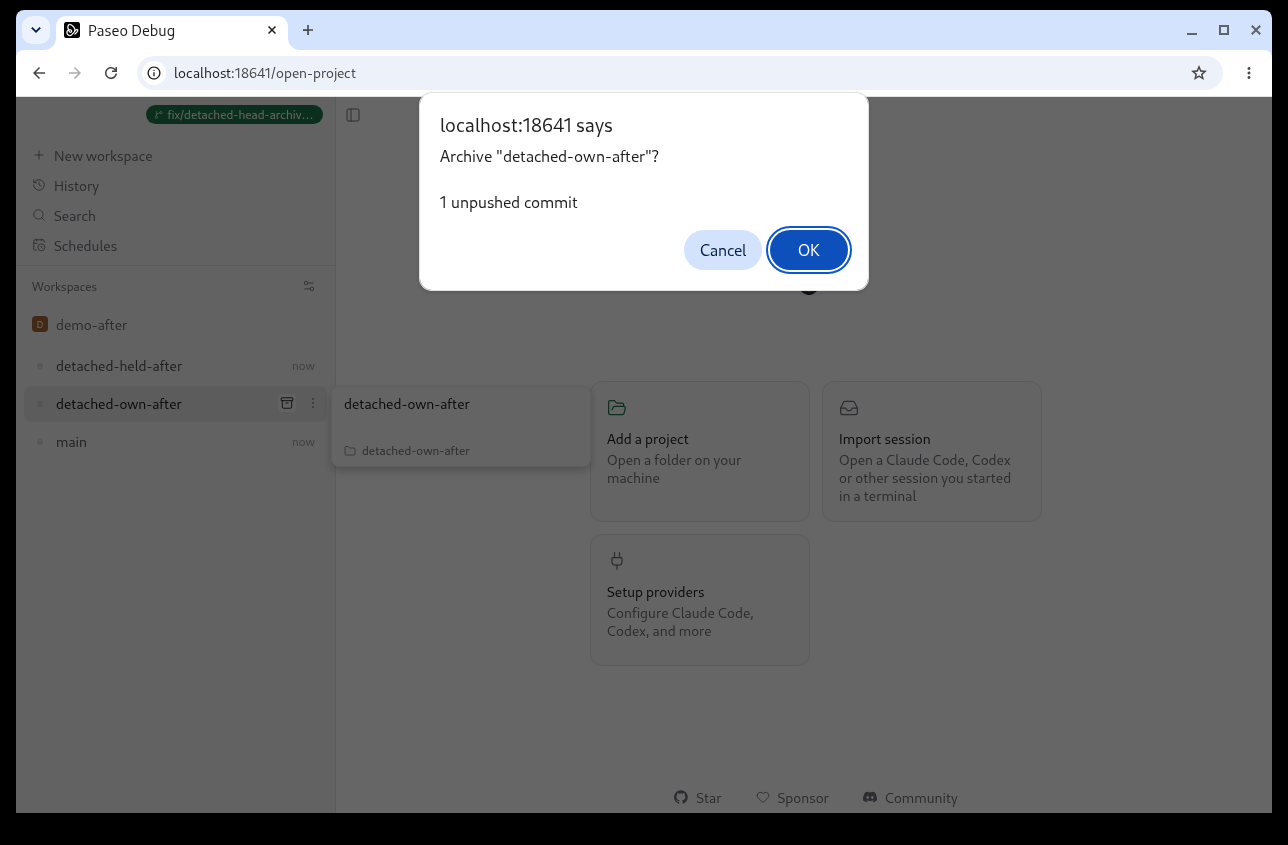 Paseo Debug
localhost:18641/open-project
fix/detached-head-archiv...
New workspace
History
Search
Schedules
Workspaces
D
demo-after
detached-held-after
now
detached-own-after
main
now
detached-own-after
detached-own-after
localhost:18641 says
Archive "detached-own-after"?
1 unpushed commit
Cancel
OK
Add a project
Open a folder on your
machine
Import session
Open a Claude Code, Codex
or other session you started
in a terminal
Setup providers
Configure Claude Code,
Codex, and more
Star
Sponsor
Community